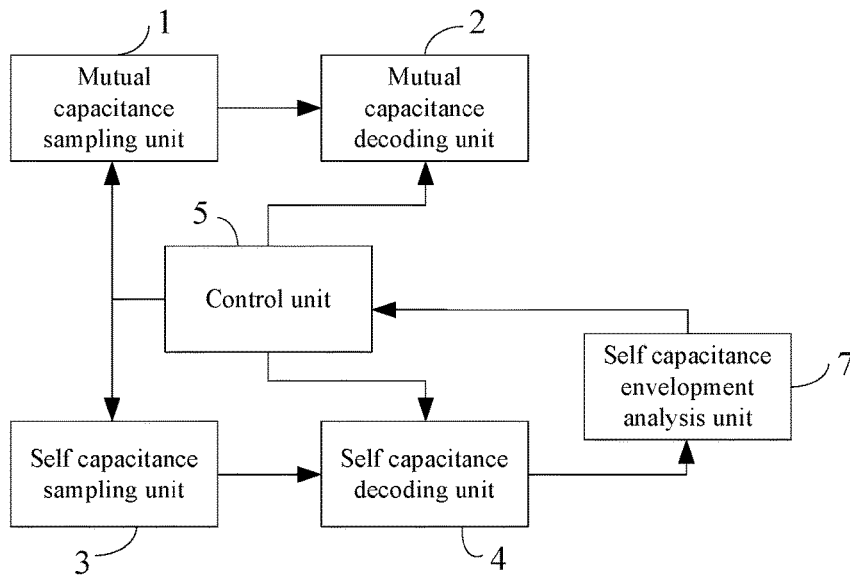 1
2
Mutual
capacitance
sampling unit
Mutual
capacitance
decoding unit
5
Control unit
Self capacitance
envelopment
analysis unit
7
Self capacitance
sampling unit
Self capacitance
decoding unit
3
4